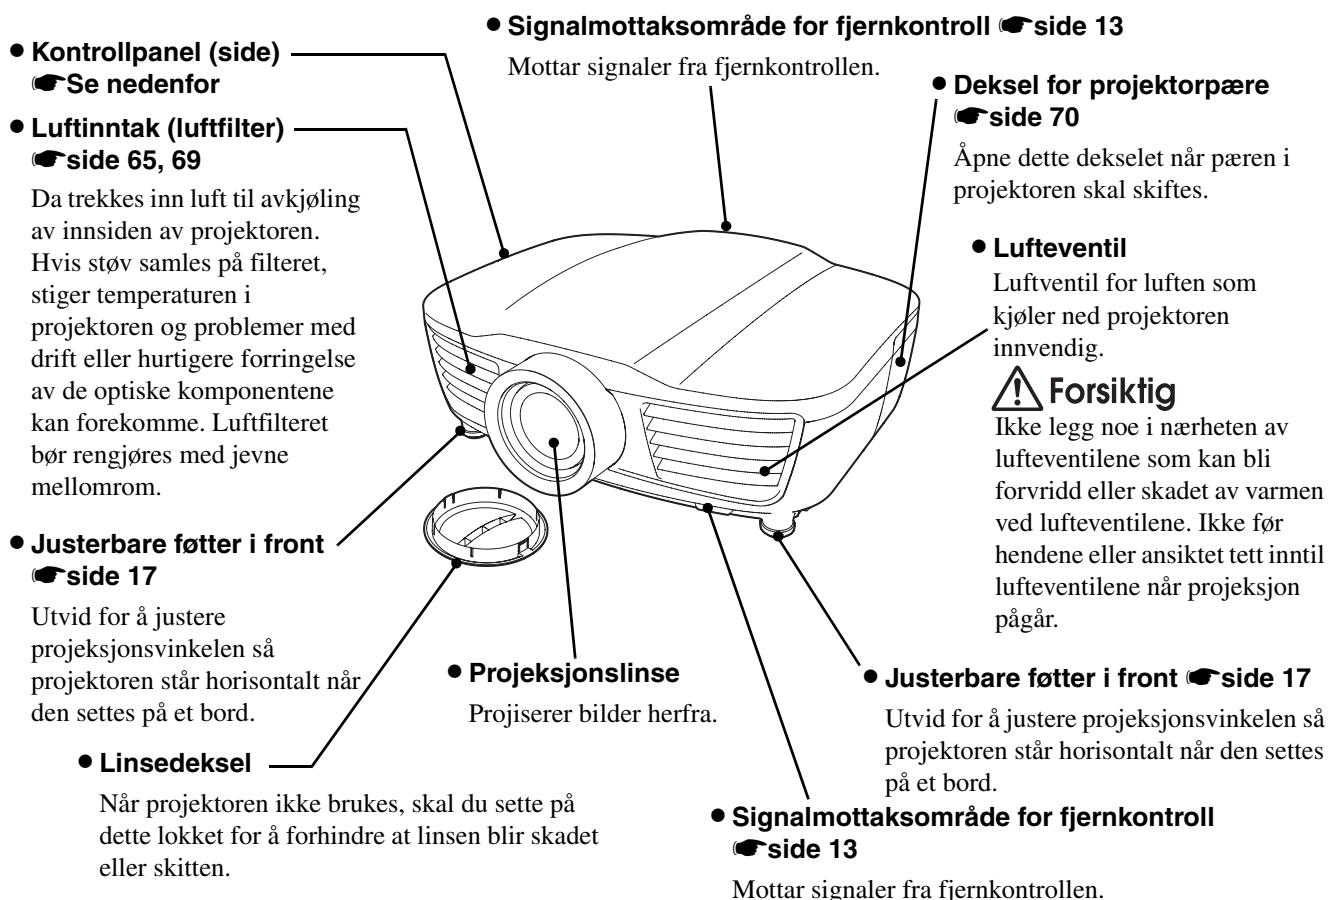 ● Signalmottaksområde for fjernkontroll ☛side 13
Mottar signaler fra fjernkontrollen.
● Kontrollpanel (side)
☛Se nedenfor
● Luftinntak (luftfilter)
☛side 65, 69
Da trekkes inn luft til avkjøling
av innsiden av projektoren.
Hvis støv samles på filteret,
stiger temperaturen i
projektoren og problemer med
drift eller hurtigere forringelse
av de optiske komponentene
kan forekomme. Luftfilteret
bør rengjøres med jevne
mellomrom.
● Justerbare føtter i front
☛side 17
Utvid for å justere
projeksjonsvinkelen så
projektoren står horisontalt når
den settes på et bord.
● Linsedeksel
Når projektoren ikke brukes, skal du sette på
dette lokket for å forhindre at linsen blir skadet
eller skitten.
● Projeksjonslinse
Projiserer bilder herfra.
● Deksel for projektorpære
☛side 70
Åpne dette dekselet når pæren i
projektoren skal skiftes.
● Lufteventil
Luftventil for luften som
kjøler ned projektoren
innvendig.
Forsiktig
Ikke legg noe i nærheten av
lufteventilene som kan bli
forvridd eller skadet av varmen
ved lufteventilene. Ikke før
hendene eller ansiktet tett inntil
lufteventilene når projeksjon
pågår.
● Justerbare føtter i front ☛side 17
Utvid for å justere projeksjonsvinkelen så
projektoren står horisontalt når den settes
på et bord.
● Signalmottaksområde for fjernkontroll
☛side 13
Mottar signaler fra fjernkontrollen.